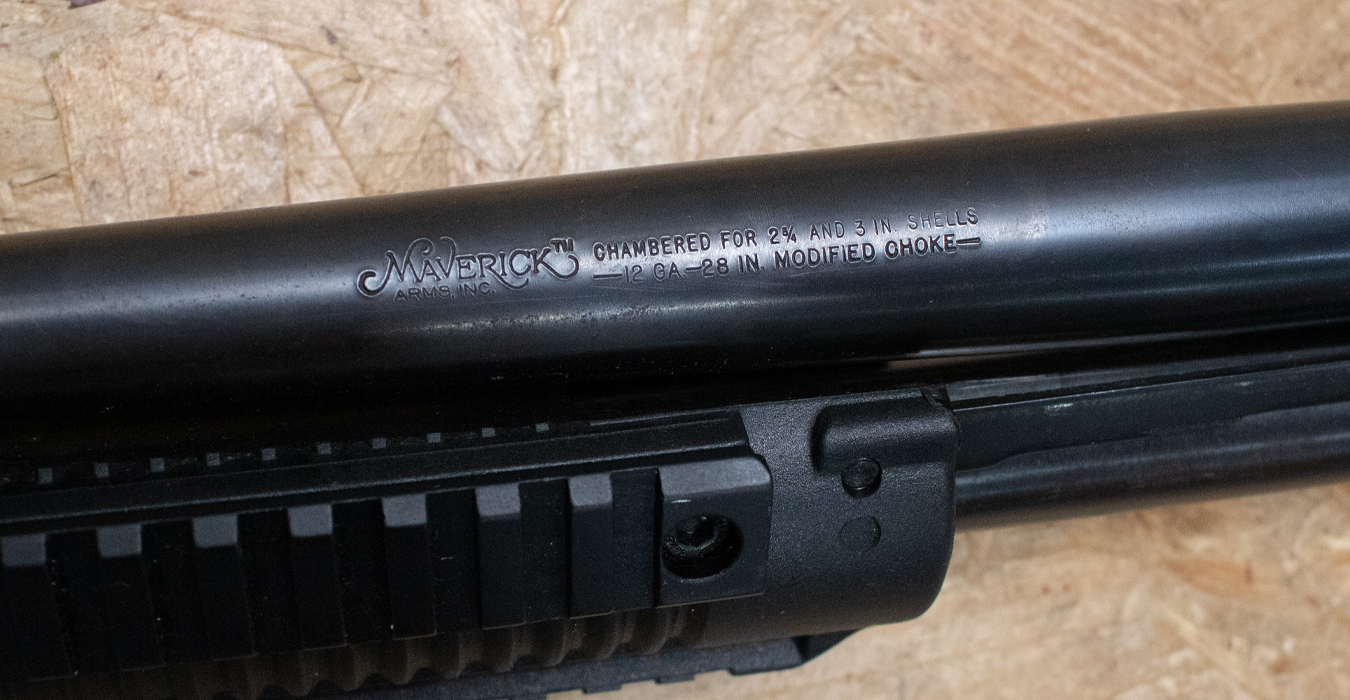 MAVERICK™
ARMS, INC.
CHAMBERED FOR 2¾ AND 3 IN. SHELLS
—12 GA—28 IN. MODIFIED CHOKE—